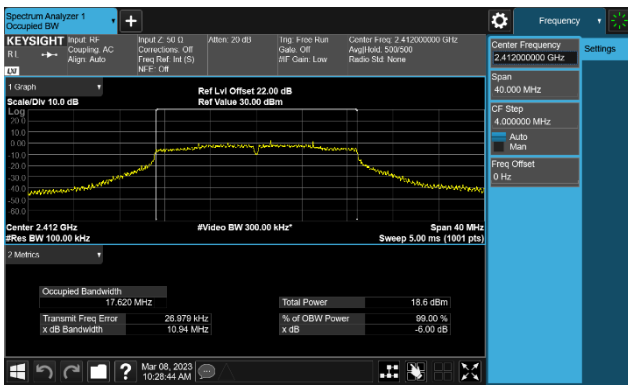 Spectrum Analyzer 1
Occupied BW
Frequency
KEYSIGHT
RL
LXI
Input: RF
Coupling: AC
Align: Auto
Input Z: 50 Ω
Corrections: Off
Freq Ref: Int (S)
NFE: Off
Atten: 20 dB
Trig: Free Run
Gate: Off
#IF Gain: Low
Center Freq: 2.412000000 GHz
Avg|Hold: 500/500
Radio Std: None
Center Frequency
2.412000000 GHz
Settings
Span
40.000 MHz
CF Step
4.000000 MHz
Auto
Man
Freq Offset
0 Hz
1 Graph
Scale/Div 10.0 dB
Ref Lvl Offset 22.00 dB
Ref Value 30.00 dBm
Log
20.0
10.0
0.00
-10.0
-20.0
-30.0
-40.0
-50.0
-60.0
Center 2.412 GHz
#Video BW 300.00 kHz*
Span 40 MHz
#Res BW 100.00 kHz
Sweep 5.00 ms (1001 pts)
2 Metrics
Occupied Bandwidth
17.620 MHz
Total Power 18.6 dBm
Transmit Freq Error 26.979 kHz
% of OBW Power 99.00 %
x dB Bandwidth 10.94 MHz
x dB -6.00 dB
?
Mar 08, 2023
10:28:44 AM